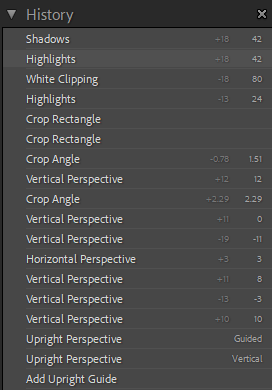 History
Shadows +18 42
Highlights +18 42
White Clipping -18 80
Highlights -13 24
Crop Rectangle
Crop Rectangle
Crop Angle -0.78 1.51
Vertical Perspective +12 12
Crop Angle +2.29 2.29
Vertical Perspective +11 0
Vertical Perspective -19 -11
Horizontal Perspective +3 3
Vertical Perspective +11 8
Vertical Perspective -13 -3
Vertical Perspective +10 10
Upright Perspective Guided
Upright Perspective Vertical
Add Upright Guide